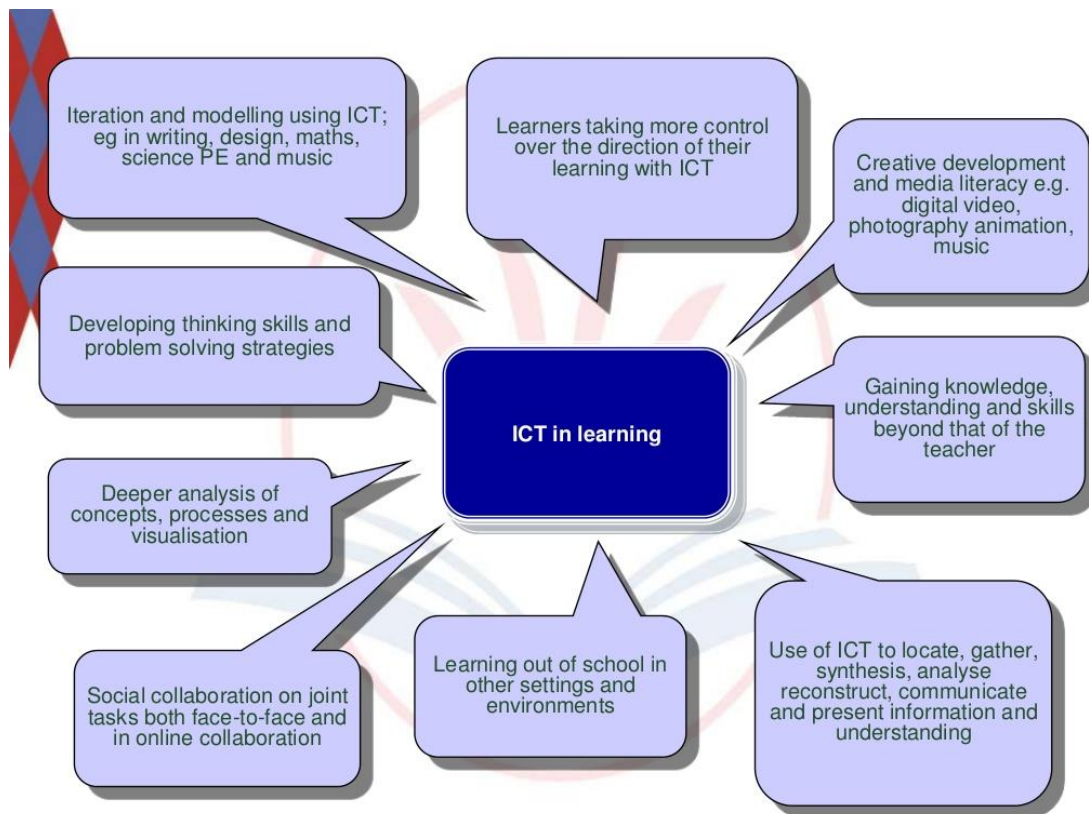 Iteration and modelling using ICT;
eg in writing, design, maths,
science PE and music
Learners taking more control
over the direction of their
learning with ICT
Creative development
and media literacy e.g.
digital video,
photography animation,
music
Developing thinking skills and
problem solving strategies
ICT in learning
Gaining knowledge,
understanding and skills
beyond that of the
teacher
Deeper analysis of
concepts, processes and
visualisation
Social collaboration on joint
tasks both face-to-face and
in online collaboration
Learning out of school in
other settings and
environments
Use of ICT to locate, gather,
synthesis, analyse
reconstruct, communicate
and present information and
understanding